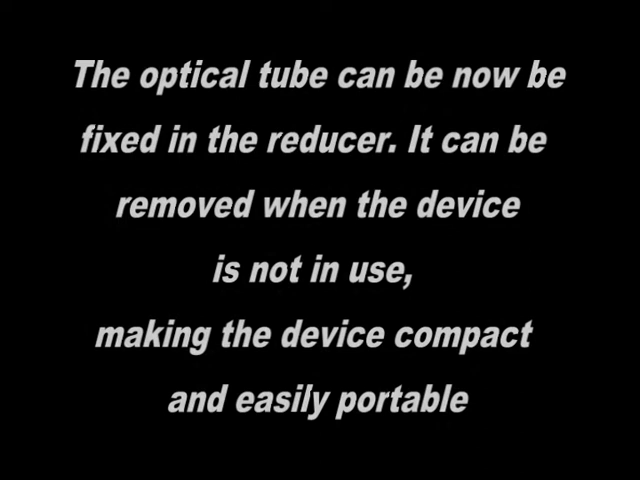 The optical tube can be now be
fixed in the reducer. It can be
removed when the device
is not in use,
making the device compact
and easily portable